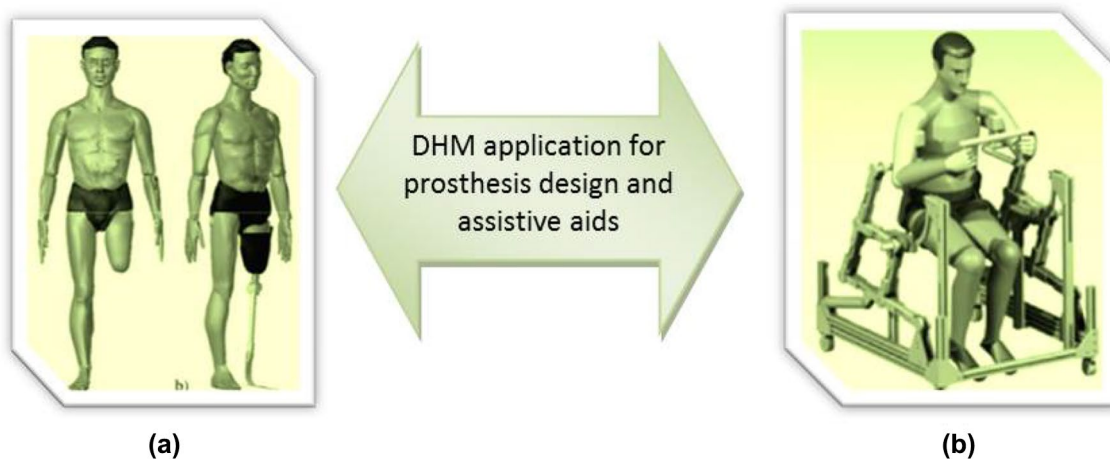 DHM application for
prosthesis design and
assistive aids
b)
(a)
(b)